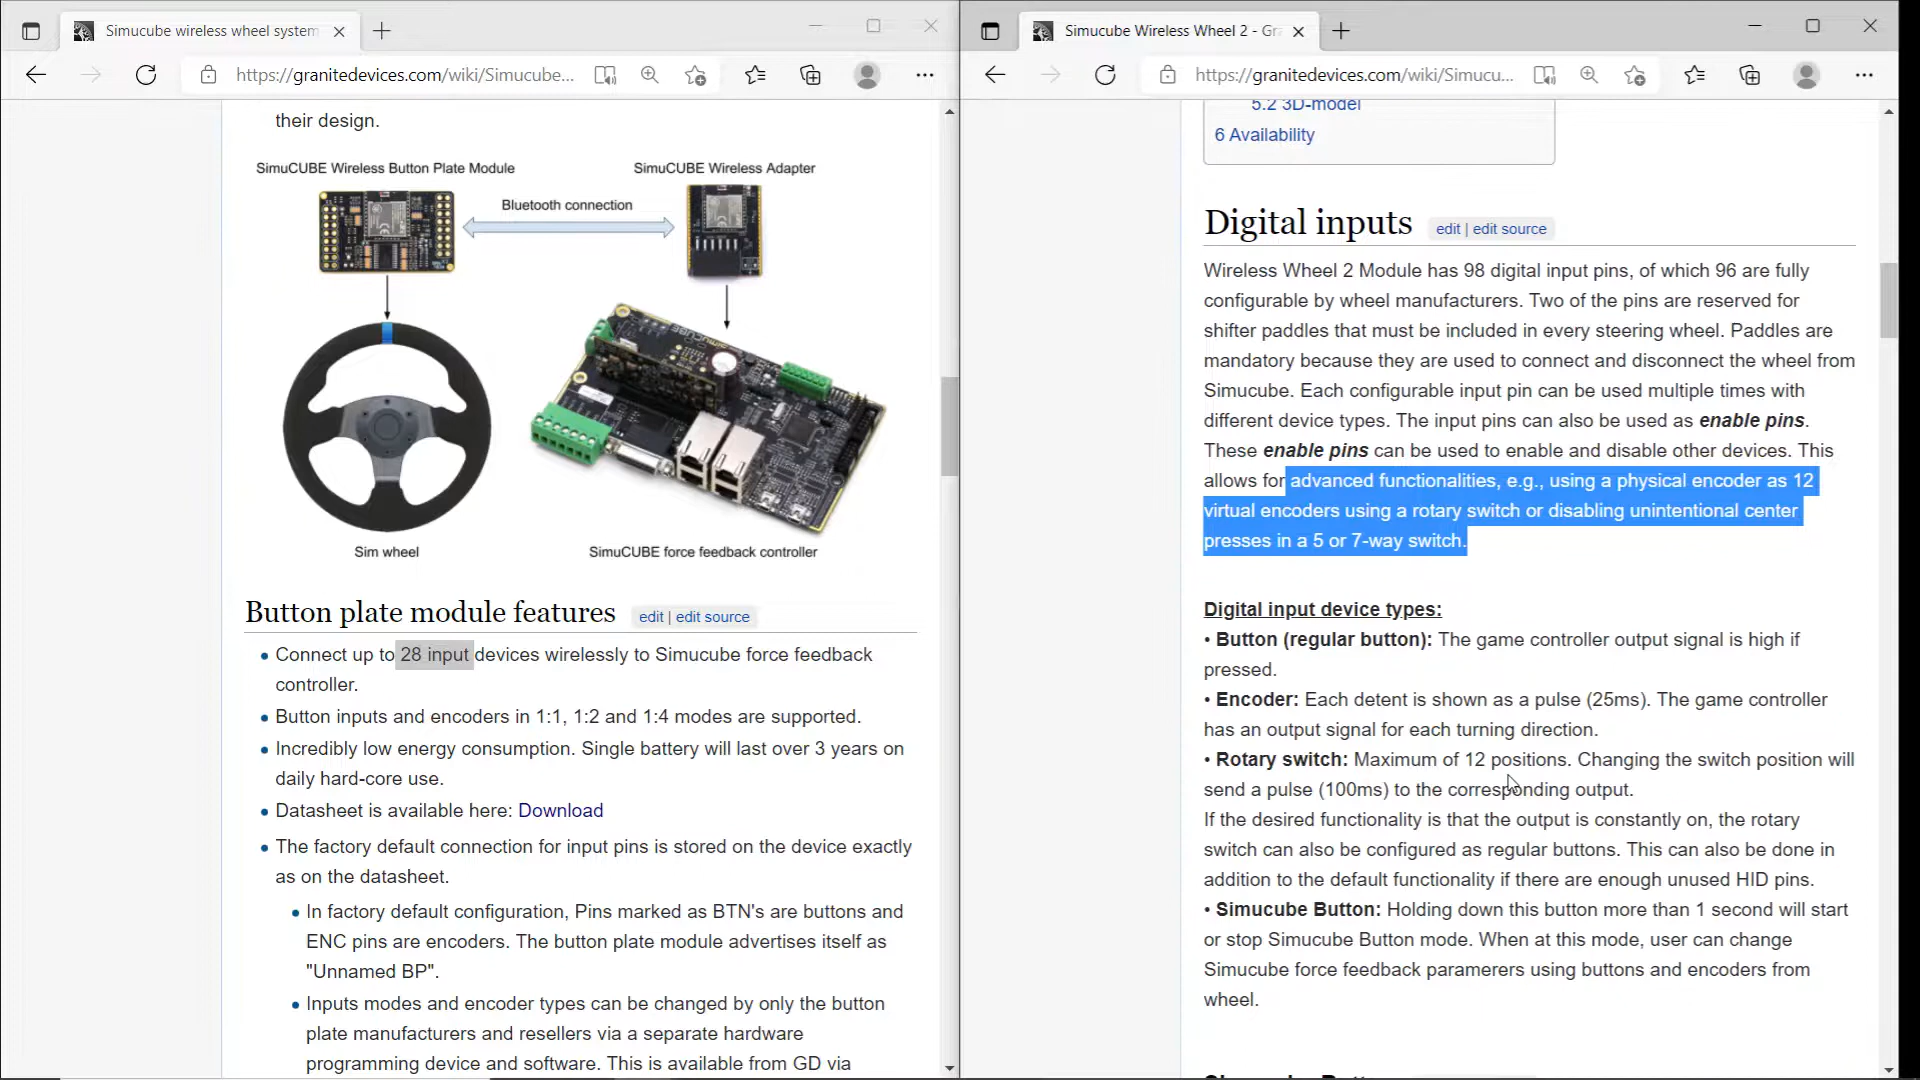 Simucube wireless wheel system
https://granitedevices.com/wiki/Simucube...
their design.
SimuCUBE Wireless Button Plate Module
SimuCUBE Wireless Adapter
Bluetooth connection
Sim wheel
SimuCUBE force feedback controller
Button plate module features edit | edit source
• Connect up to 28 input devices wirelessly to Simucube force feedback
controller.
• Button inputs and encoders in 1:1, 1:2 and 1:4 modes are supported.
• Incredibly low energy consumption. Single battery will last over 3 years on
daily hard-core use.
• Datasheet is available here: Download
• The factory default connection for input pins is stored on the device exactly
as on the datasheet.
• In factory default configuration, Pins marked as BTN's are buttons and
ENC pins are encoders. The button plate module advertises itself as
"Unnamed BP".
• Inputs modes and encoder types can be changed by only the button
plate manufacturers and resellers via a separate hardware
programming device and software. This is available from GD via
Simucube Wireless Wheel 2 - Gra
https://granitedevices.com/wiki/Simucu...
5.2 3D-model
6 Availability
Digital inputs edit | edit source
Wireless Wheel 2 Module has 98 digital input pins, of which 96 are fully
configurable by wheel manufacturers. Two of the pins are reserved for
shifter paddles that must be included in every steering wheel. Paddles are
mandatory because they are used to connect and disconnect the wheel from
Simucube. Each configurable input pin can be used multiple times with
different device types. The input pins can also be used as enable pins.
These enable pins can be used to enable and disable other devices. This
allows for advanced functionalities, e.g., using a physical encoder as 12
virtual encoders using a rotary switch or disabling unintentional center
presses in a 5 or 7-way switch.
Digital input device types:
• Button (regular button): The game controller output signal is high if
pressed.
• Encoder: Each detent is shown as a pulse (25ms). The game controller
has an output signal for each turning direction.
• Rotary switch: Maximum of 12 positions. Changing the switch position will
send a pulse (100ms) to the corresponding output.
If the desired functionality is that the output is constantly on, the rotary
switch can also be configured as regular buttons. This can also be done in
addition to the default functionality if there are enough unused HID pins.
• Simucube Button: Holding down this button more than 1 second will start
or stop Simucube Button mode. When at this mode, user can change
Simucube force feedback paramerers using buttons and encoders from
wheel.